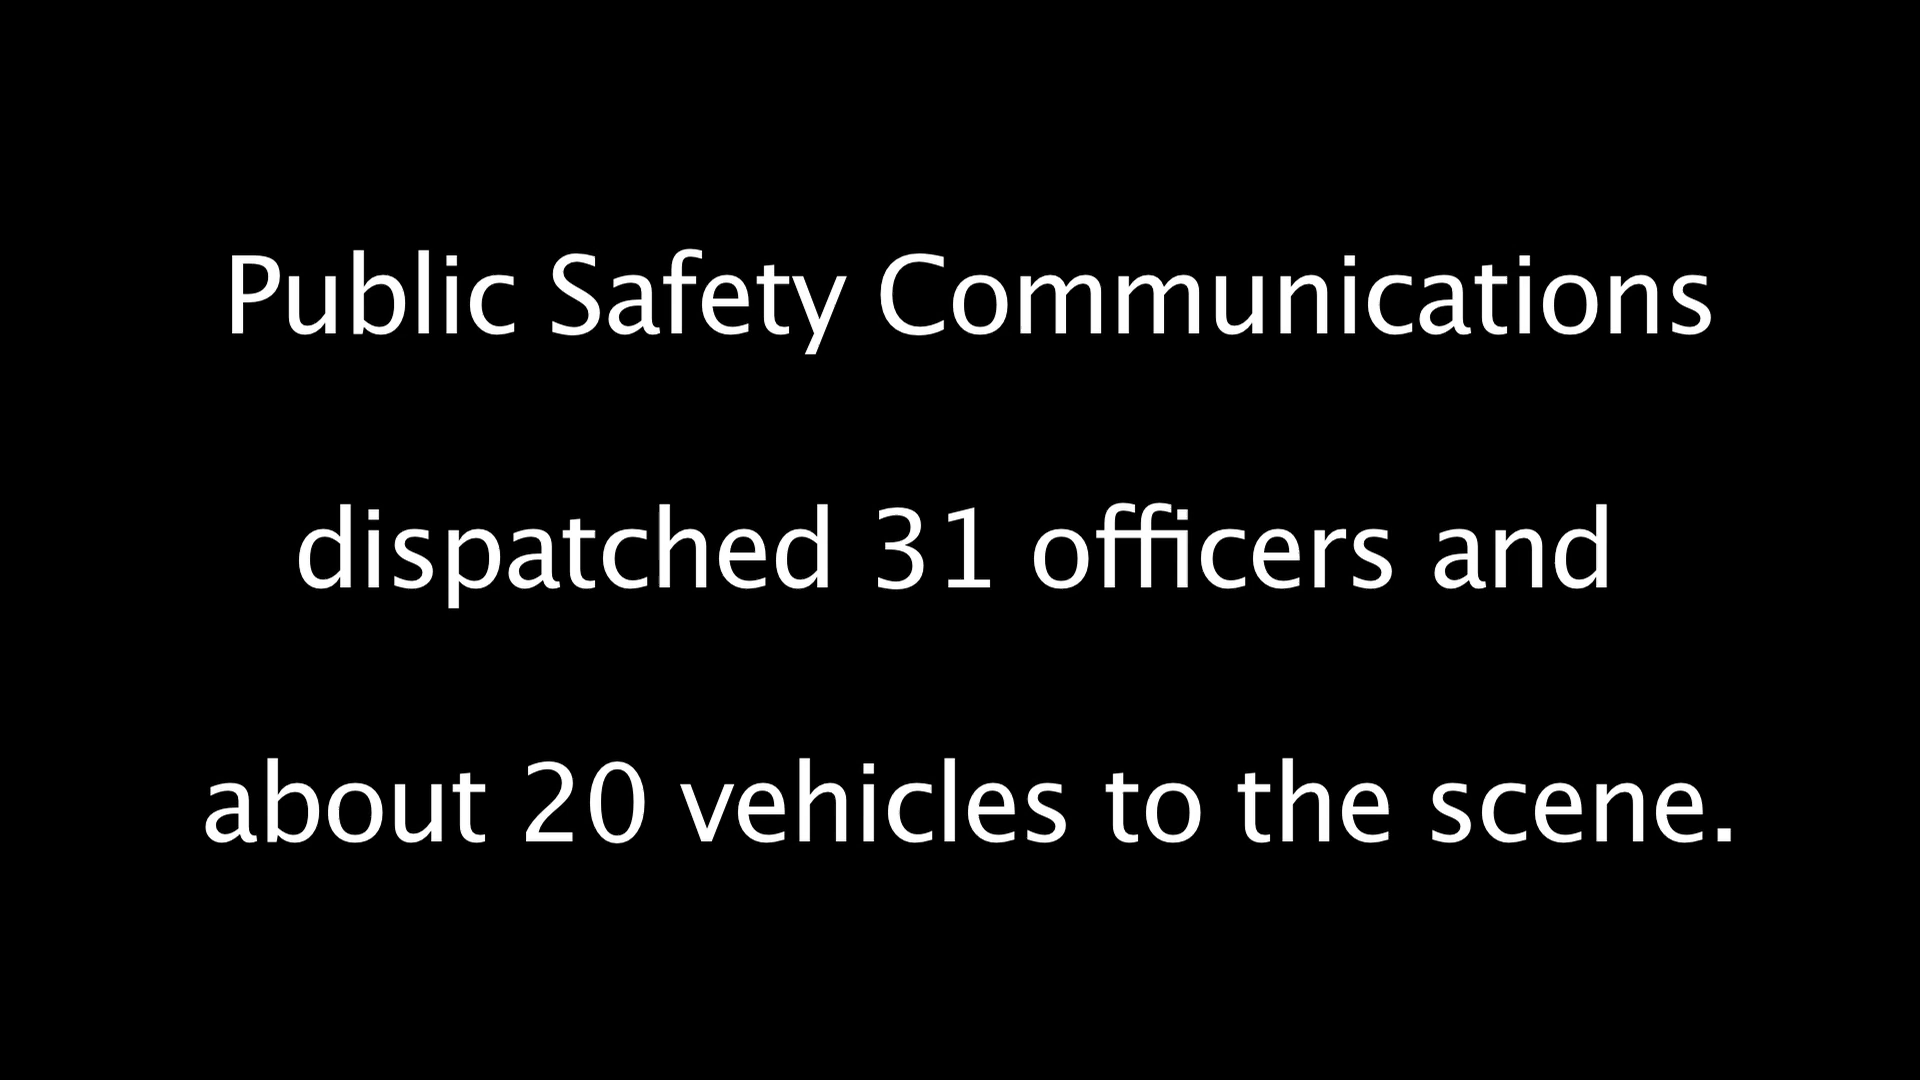 Public Safety Communications
dispatched 31 officers and
about 20 vehicles to the scene.